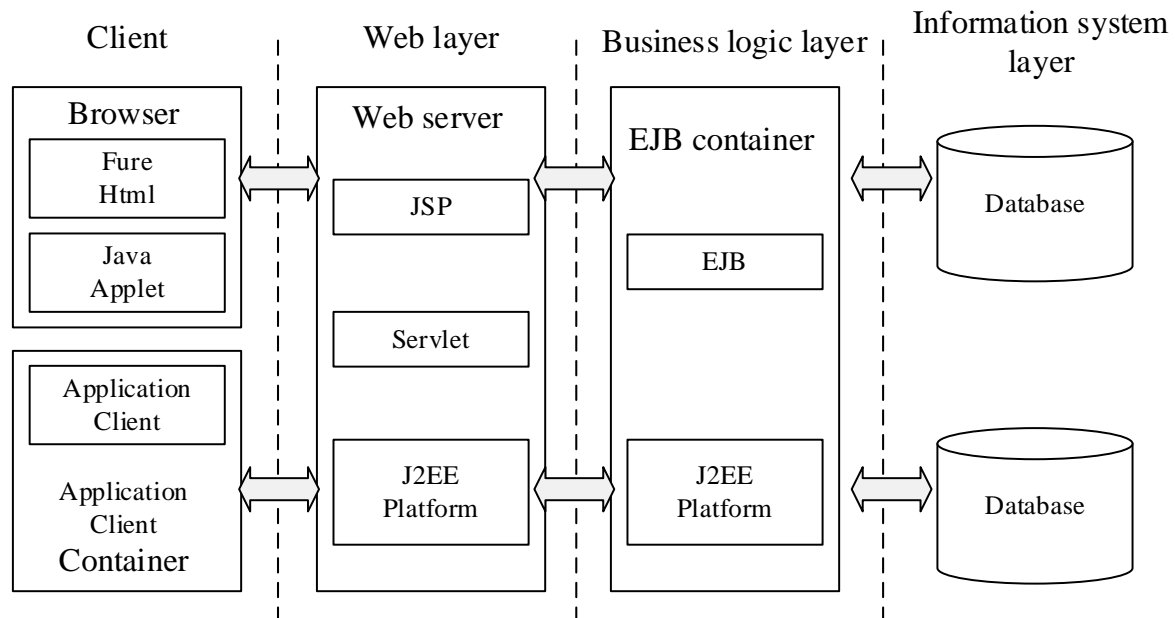 Client
Web layer
Business logic layer
Information system
layer
Browser
Fure
Html
Java
Applet
Application
Client
Application
Client
Container
Web server
JSP
Servlet
J2EE
Platform
EJB container
EJB
J2EE
Platform
Database
Database